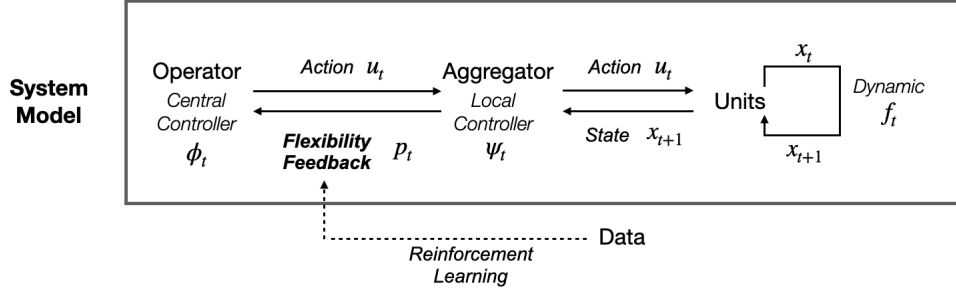 System
Model
Operator
Central
Controller
ϕₜ
Action uₜ
Flexibility
Feedback pₜ
Aggregator
Local
Controller
ψₜ
Action uₜ
State xₜ₊₁
Units
xₜ
xₜ₊₁
Dynamic
fₜ
Data
Reinforcement
Learning